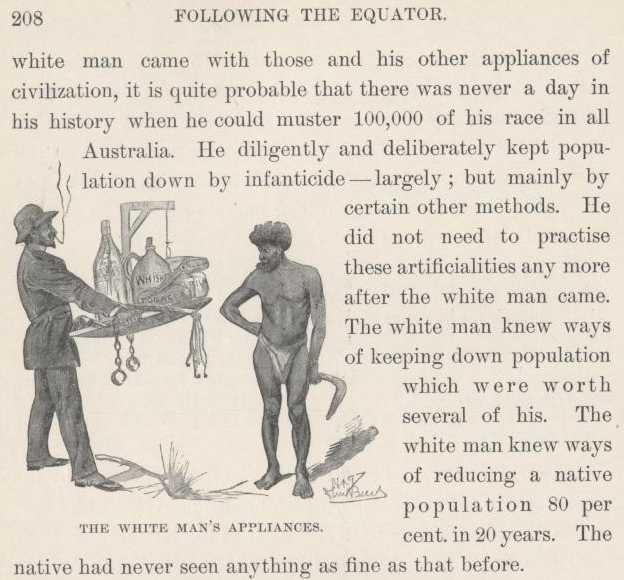 208
FOLLOWING THE EQUATOR.
white man came with those and his other appliances of
civilization, it is quite probable that there was never a day in
his history when he could muster 100,000 of his race in all
Australia. He diligently and deliberately kept popu-
lation down by infanticide — largely ; but mainly by
certain other methods. He
did not need to practise
these artificialities any more
after the white man came.
The white man knew ways
of keeping down population
which were worth
several of his. The
white man knew ways
of reducing a native
population 80 per
cent. in 20 years. The
native had never seen anything as fine as that before.
THE WHITE MAN'S APPLIANCES.